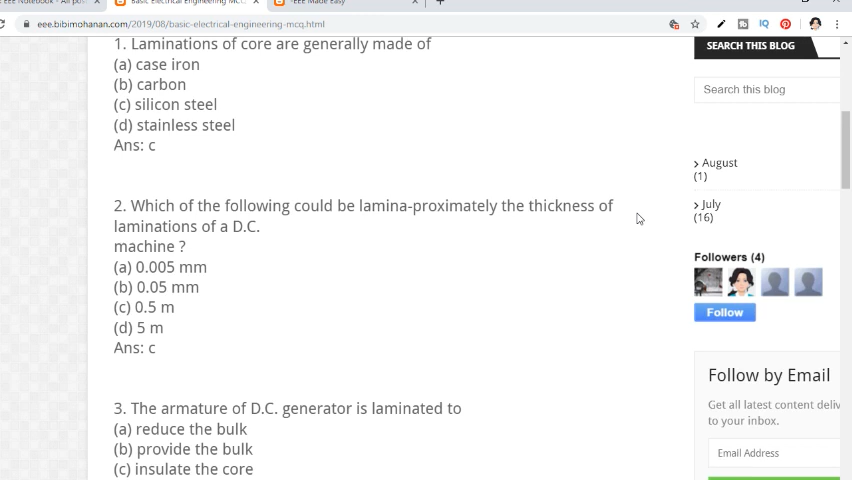 EEE Notebook - All pos
Basic Electrical Engineering MC
-EEE Made Easy
eee.bibimohanan.com/2019/08/basic-electrical-engineering-mcq.html
1. Laminations of core are generally made of
(a) case iron
(b) carbon
(c) silicon steel
(d) stainless steel
Ans: c
2. Which of the following could be lamina-proximately the thickness of
laminations of a D.C.
machine ?
(a) 0.005 mm
(b) 0.05 mm
(c) 0.5 m
(d) 5 m
Ans: c
3. The armature of D.C. generator is laminated to
(a) reduce the bulk
(b) provide the bulk
(c) insulate the core
SEARCH THIS BLOG
Search this blog
August
(1)
July
(16)
Followers (4)
Follow
Follow by Email
Get all latest content deliv
to your inbox.
Email Address